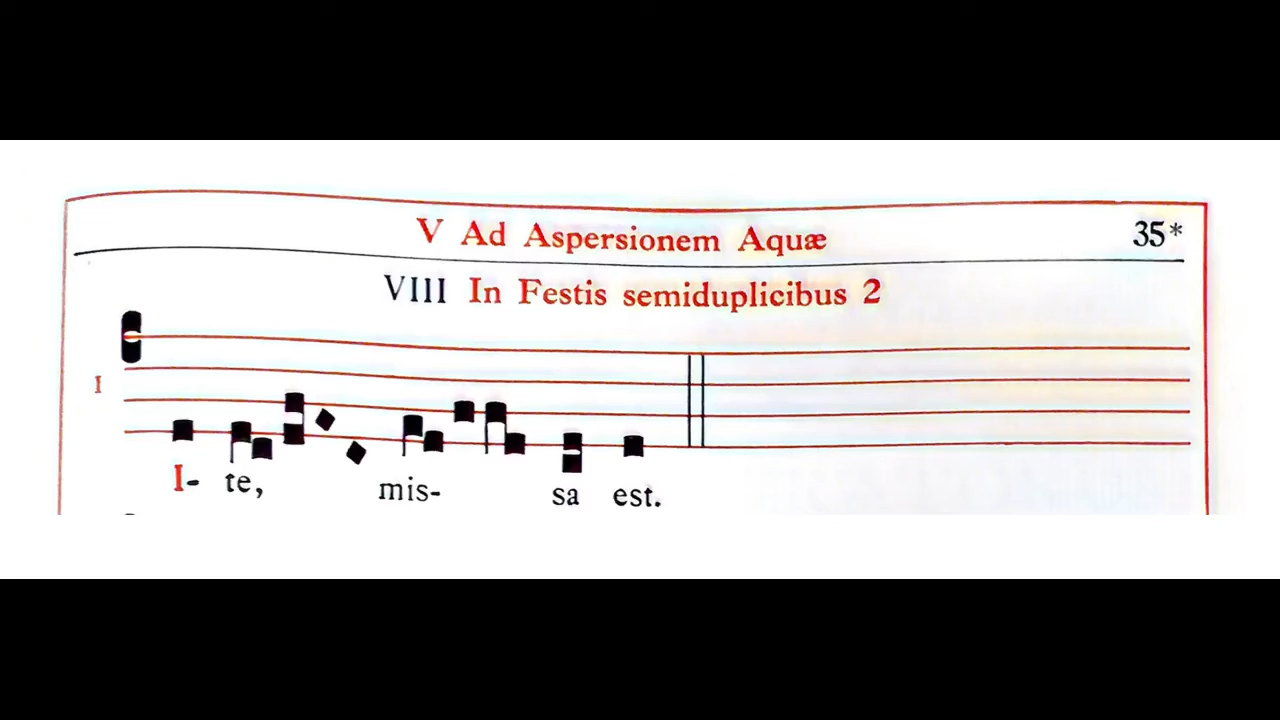 V Ad Aspersionem Aquæ 35*
VIII In Festis semiduplicibus 2
I
I- te, mis- sa est.